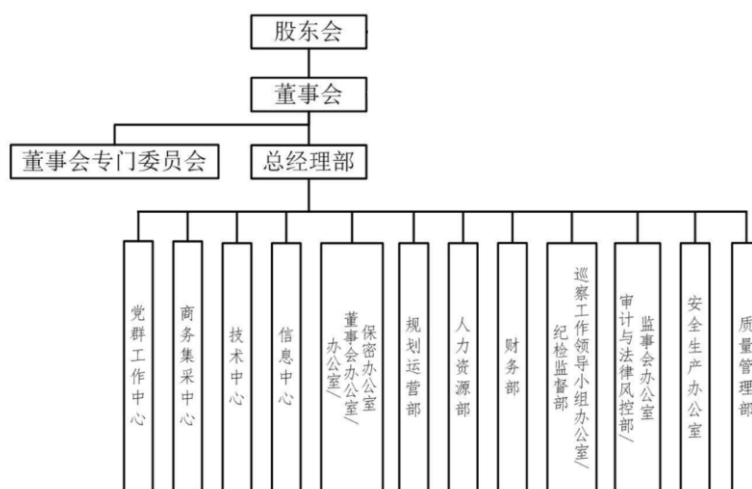 股东会
董事会
董事会专门委员会
总经理部
党群工作中心
商务集采中心
技术中心
信息中心
办公室/
董事会办公室/
保密办公室
规划运营部
人力资源部
财务部
纪检监督部
巡察工作领导小组办公室/
审计与法律风控部/
监事会办公室
安全生产办公室
质量管理部